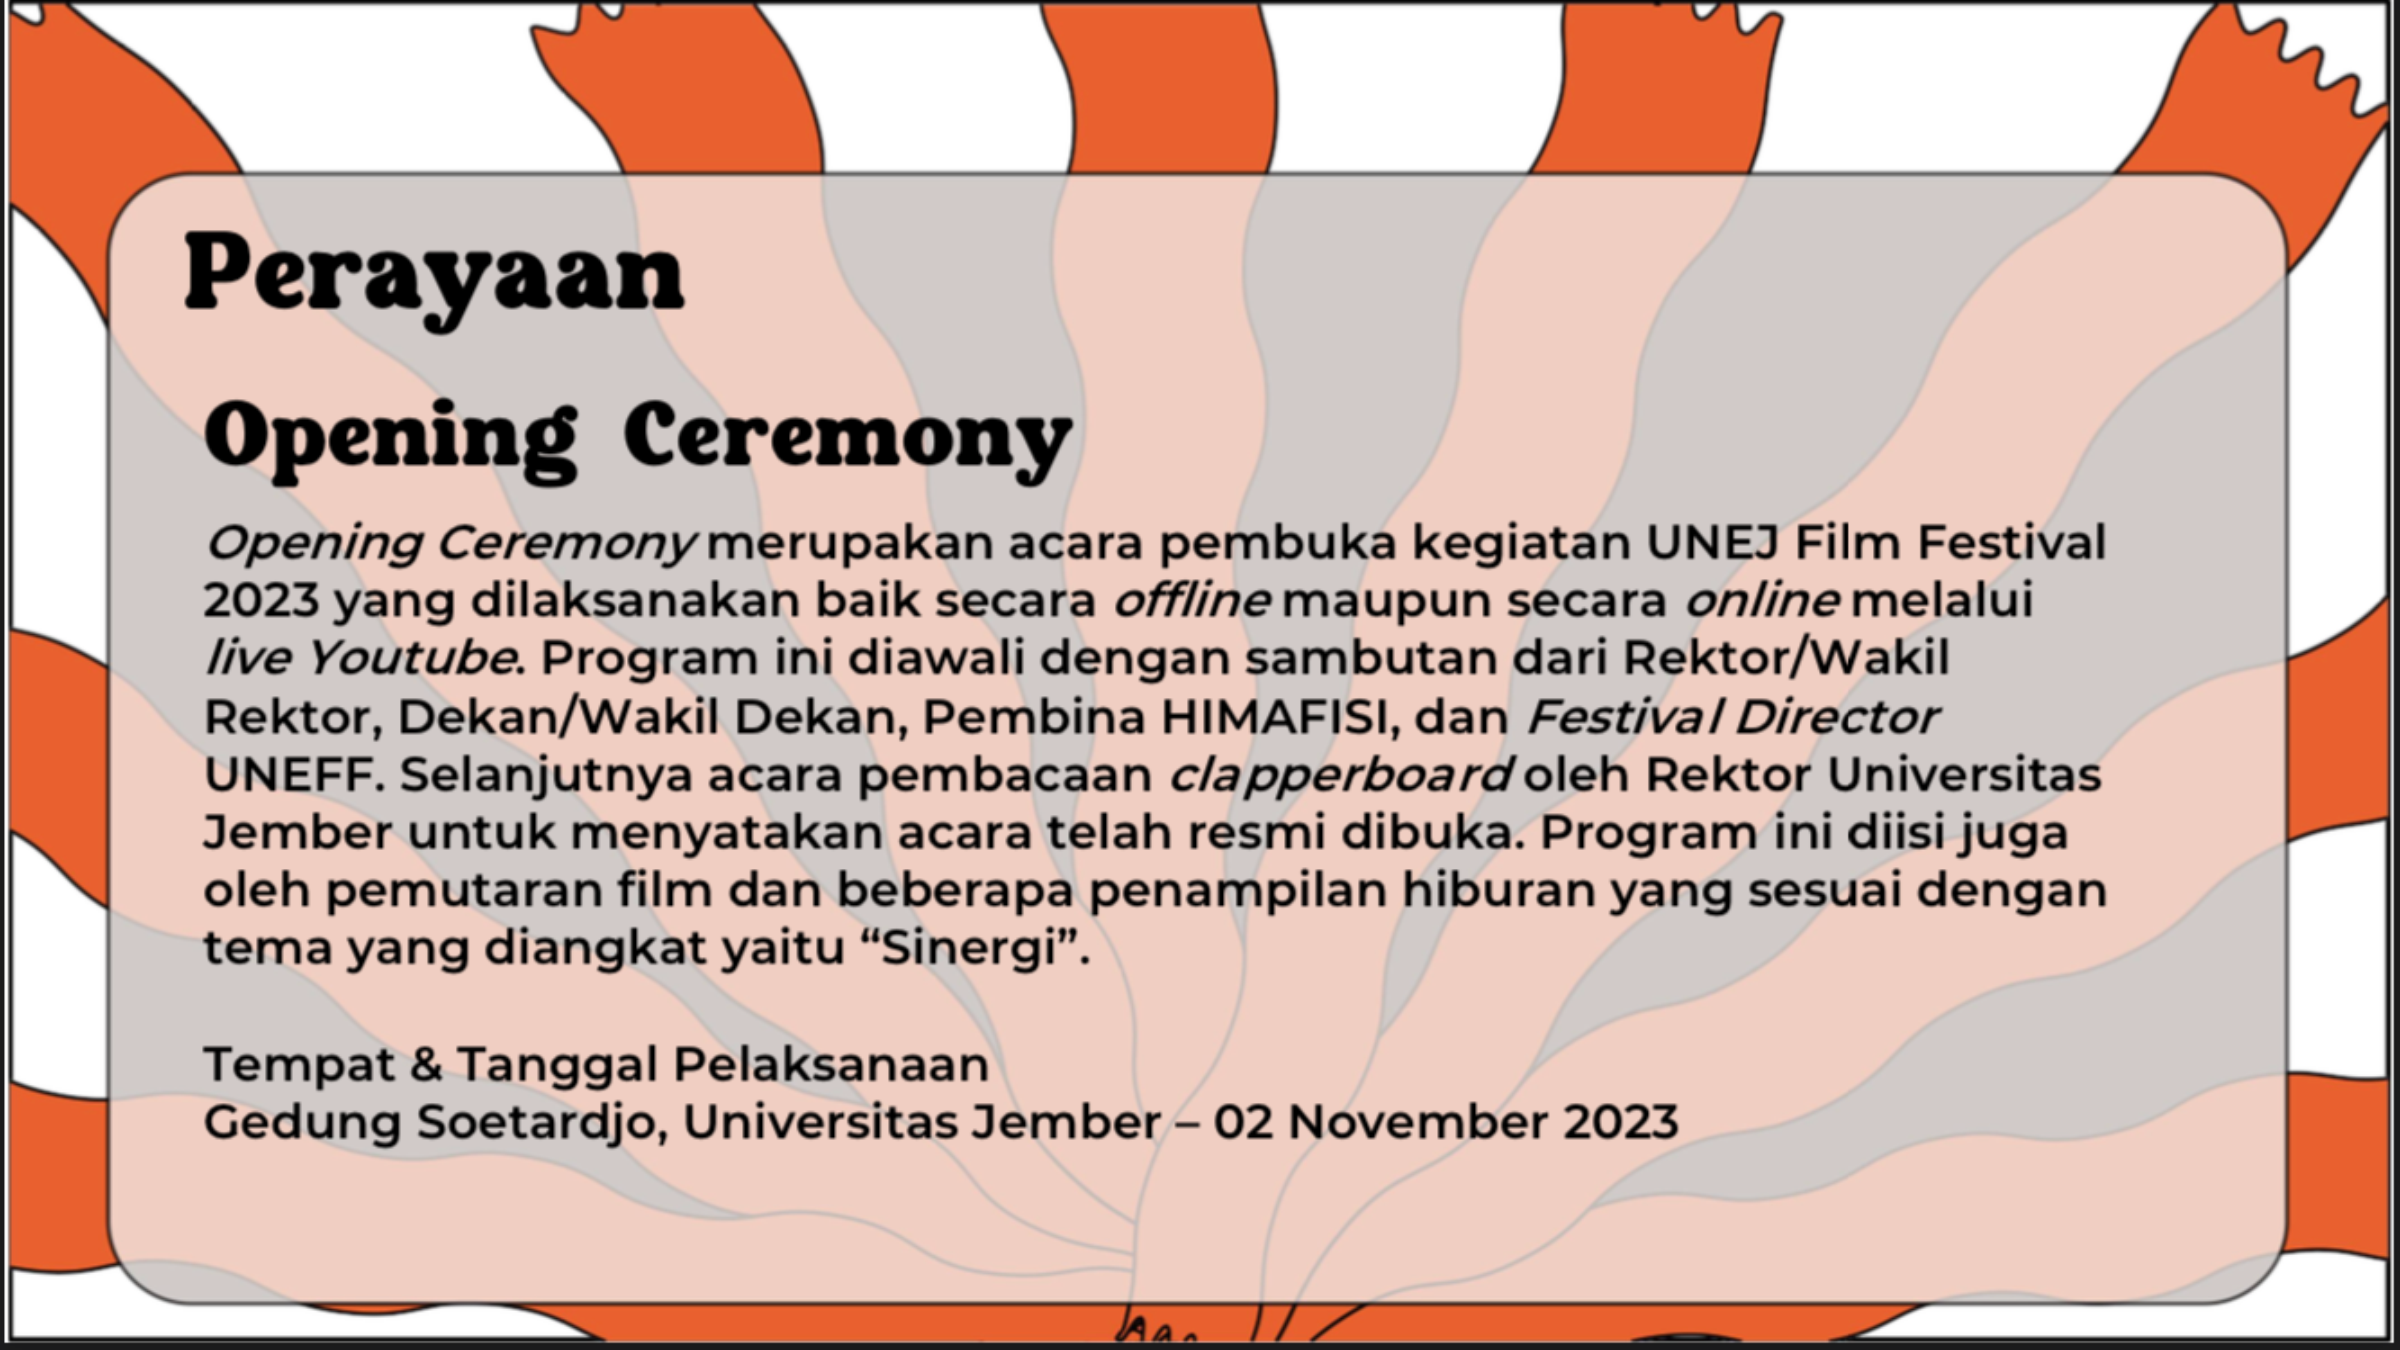 Perayaan
Opening Ceremony
Opening Ceremony merupakan acara pembuka kegiatan UNEJ Film Festival
2023 yang dilaksanakan baik secara offline maupun secara online melalui
live Youtube. Program ini diawali dengan sambutan dari Rektor/Wakil
Rektor, Dekan/Wakil Dekan, Pembina HIMAFISI, dan Festival Director
UNEFF. Selanjutnya acara pembacaan clapperboard oleh Rektor Universitas
Jember untuk menyatakan acara telah resmi dibuka. Program ini diisi juga
oleh pemutaran film dan beberapa penampilan hiburan yang sesuai dengan
tema yang diangkat yaitu “Sinergi”.
Tempat & Tanggal Pelaksanaan
Gedung Soetardjo, Universitas Jember – 02 November 2023